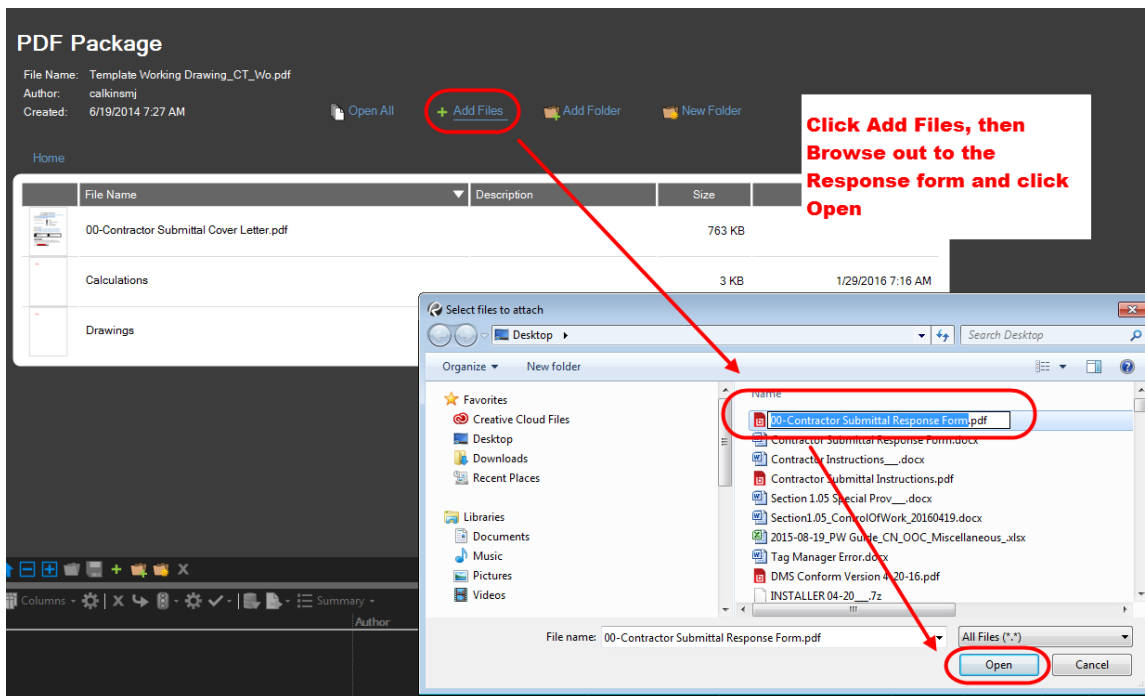 PDF Package
File Name: Template Working Drawing_CT_Wo.pdf
Author: calkinsmj
Created: 6/19/2014 7:27 AM
Open All
Add Files
Add Folder
New Folder
Click Add Files, then
Browse out to the
Response form and click
Open
Home
File Name Description Size
00-Contractor Submittal Cover Letter.pdf 763 KB
Calculations 3 KB 1/29/2016 7:16 AM
Drawings
Select files to attach
Desktop
Search Desktop
Organize New folder
Favorites
Creative Cloud Files
Desktop
Downloads
Recent Places
Libraries
Documents
Music
Pictures
Videos
Name
00-Contractor Submittal Response Form.pdf
Contractor Submittal Response Form.docx
Contractor Instructions__.docx
Contractor Submittal Instructions.pdf
Section 1.05 Special Prov__.docx
Section1.05_ControlOfWork_20160419.docx
2015-08-19_PW Guide_CN_OOC_Miscellaneous_.xlsx
Tag Manager Error.docx
DMS Conform Version 4-20-16.pdf
INSTALLER 04-20__.7z
File name: 00-Contractor Submittal Response Form.pdf
All Files (*.*)
Open Cancel
Columns
Summary
Author